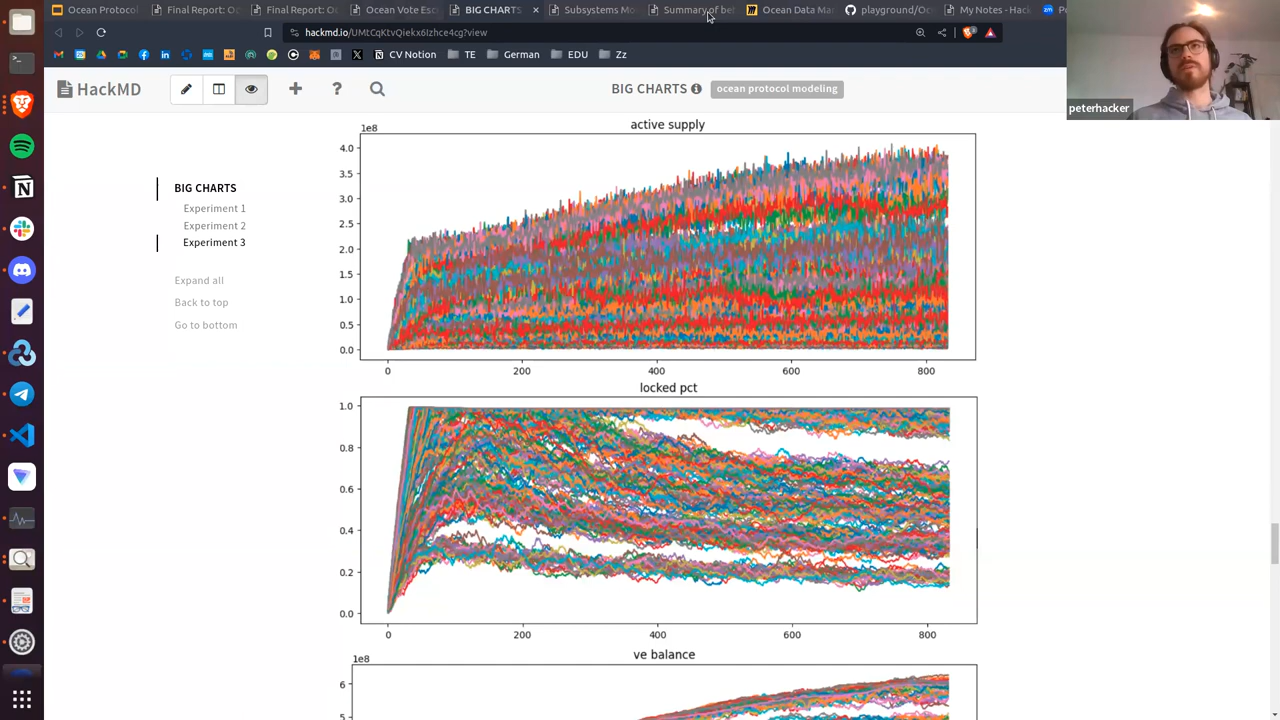 Ocean Protocol
Final Report: Oc
Final Report: Oc
Ocean Vote Esc
BIG CHARTS
Subsystems Mo
Summary of bet
Ocean Data Mar
playground/Oc
My Notes - Hack
hackmd.io/UMtCqKtvQiekx6Izhce4cg?view
CV Notion
TE
German
EDU
Zz
HackMD
BIG CHARTS
ocean protocol modeling
peterhacker
BIG CHARTS
Experiment 1
Experiment 2
Experiment 3
Expand all
Back to top
Go to bottom
active supply
1e8
4.0
3.5
3.0
2.5
2.0
1.5
1.0
0.5
0.0
0 200 400 600 800
locked pct
1.0
0.8
0.6
0.4
0.2
0.0
0 200 400 600 800
ve balance
1e8
6
5